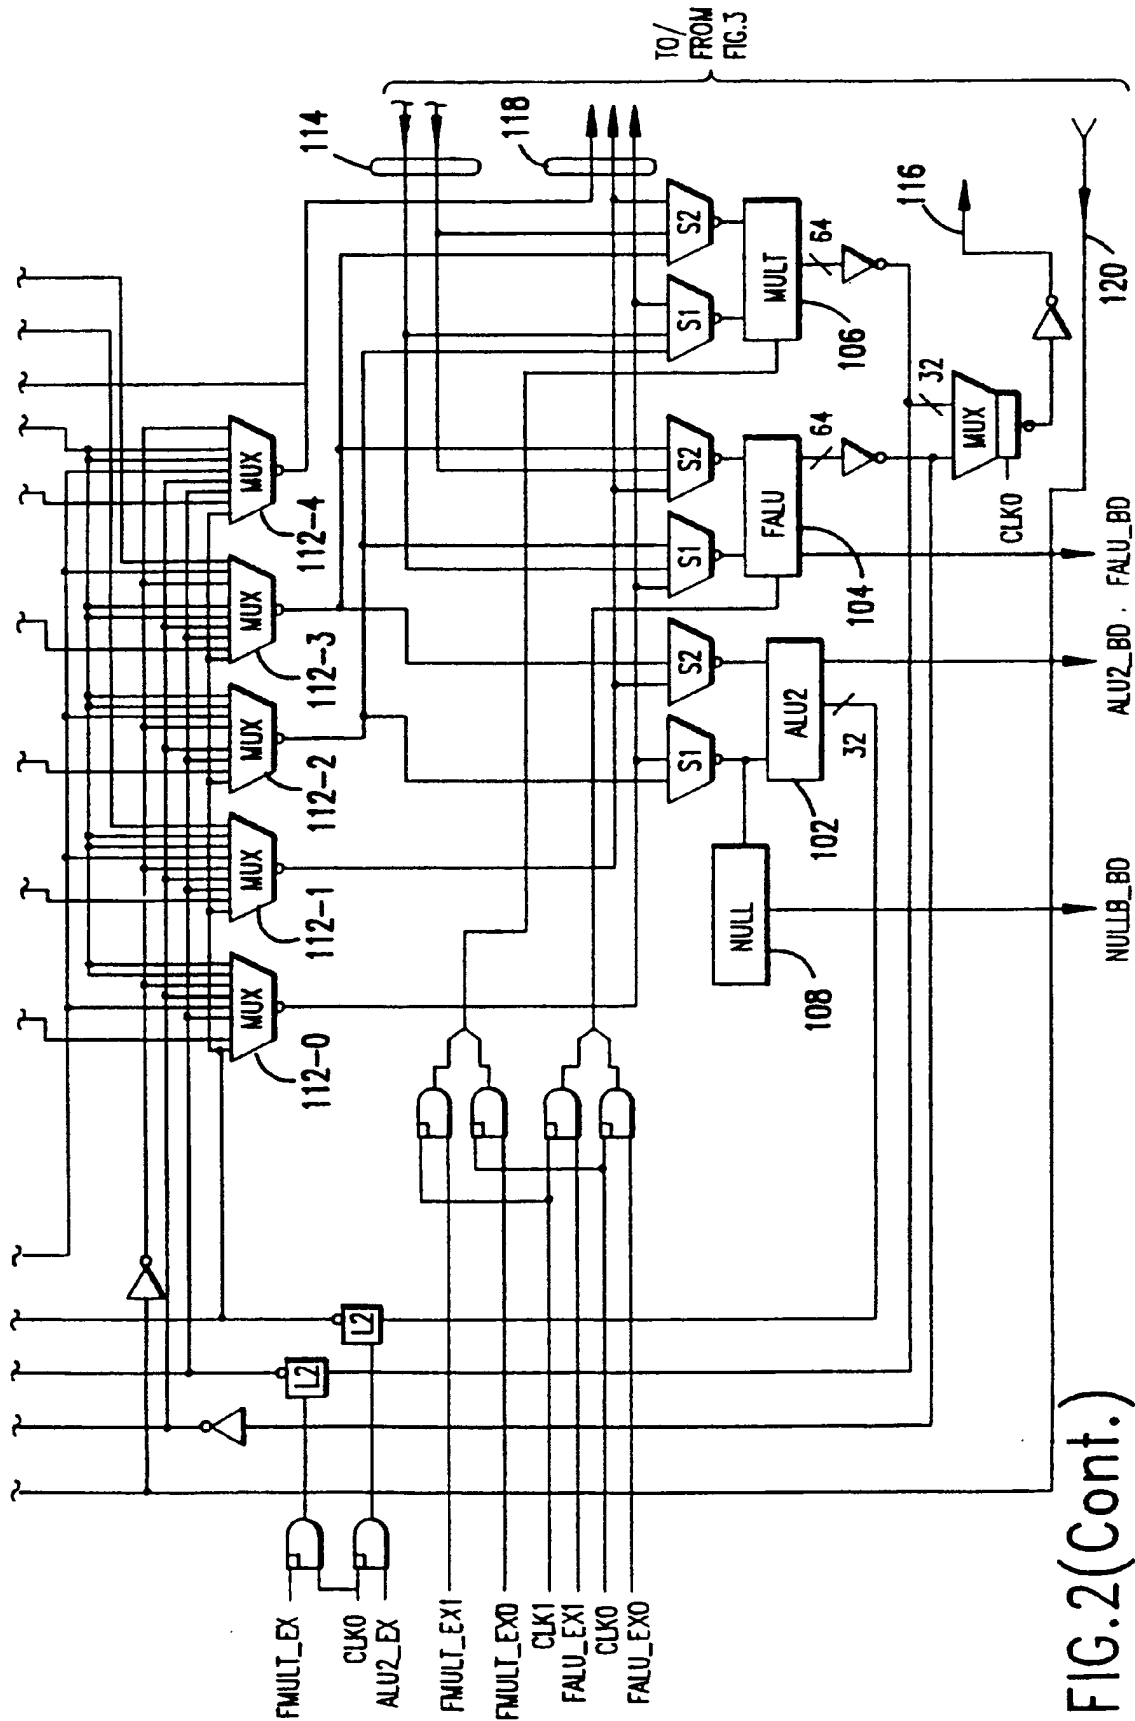 FMULT_EX
CLK0
ALU2_EX
FMULT_EX1
FMULT_EX0
CLK1
FALU_EX1
CLK0
FALU_EX0
L2
L2
MUX
112-0
MUX
112-1
MUX
112-2
MUX
112-3
MUX
112-4
114
118
TO/
FROM
FIG.3
S1
S2
S1
S2
S1
S2
NULL
108
ALU2
102
32
FALU
104
64
MULT
106
64
MUX
32
CLK0
116
120
NULLB_BD
ALU2_BD
FALU_BD
FIG.2(Cont.)